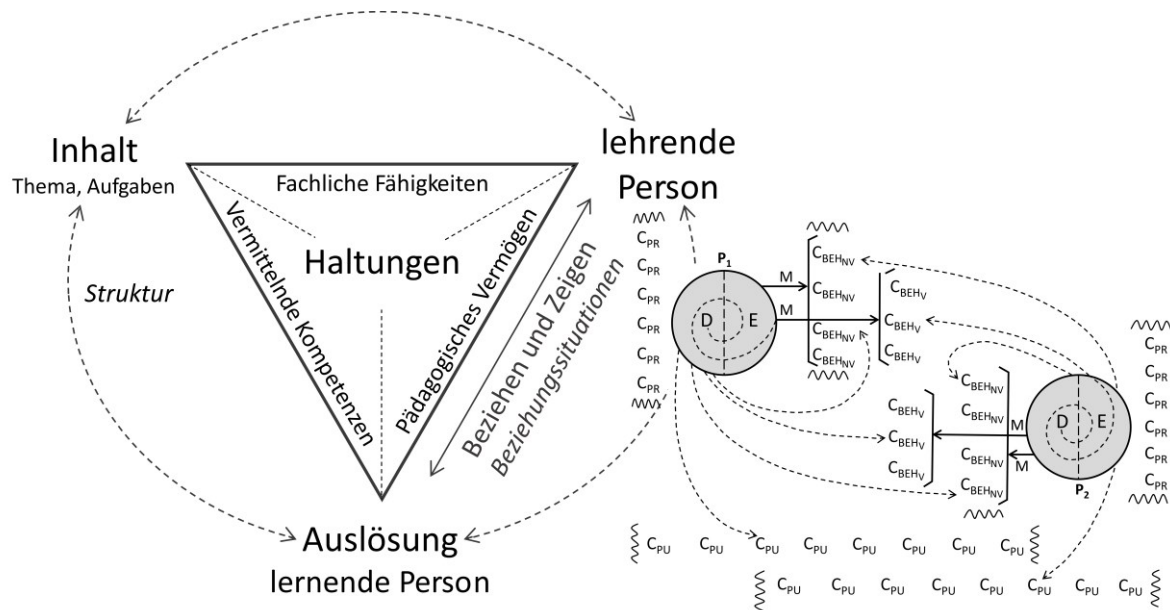 Inhalt
Thema, Aufgaben
lehrende
Person
Fachliche Fähigkeiten
Vermittelnde Kompetenzen
Haltungen
Pädagogisches Vermögen
Beziehen und Zeigen
Beziehungssituationen
Struktur
Auslösung
lernende Person
C_PR
C_PR
C_PR
C_PR
C_PR
C_PR
P_1
D E
M
M
C_BEH_NV
C_BEH_NV
C_BEH_NV
C_BEH_NV
C_BEH_V
C_BEH_V
C_BEH_V
C_BEH_V
C_BEH_V
C_BEH_V
C_BEH_NV
C_BEH_NV
C_BEH_NV
C_BEH_NV
M
M
D E
P_2
C_PR
C_PR
C_PR
C_PR
C_PR
C_PR
C_PU C_PU C_PU C_PU C_PU C_PU C_PU C_PU
C_PU C_PU C_PU C_PU C_PU C_PU C_PU C_PU